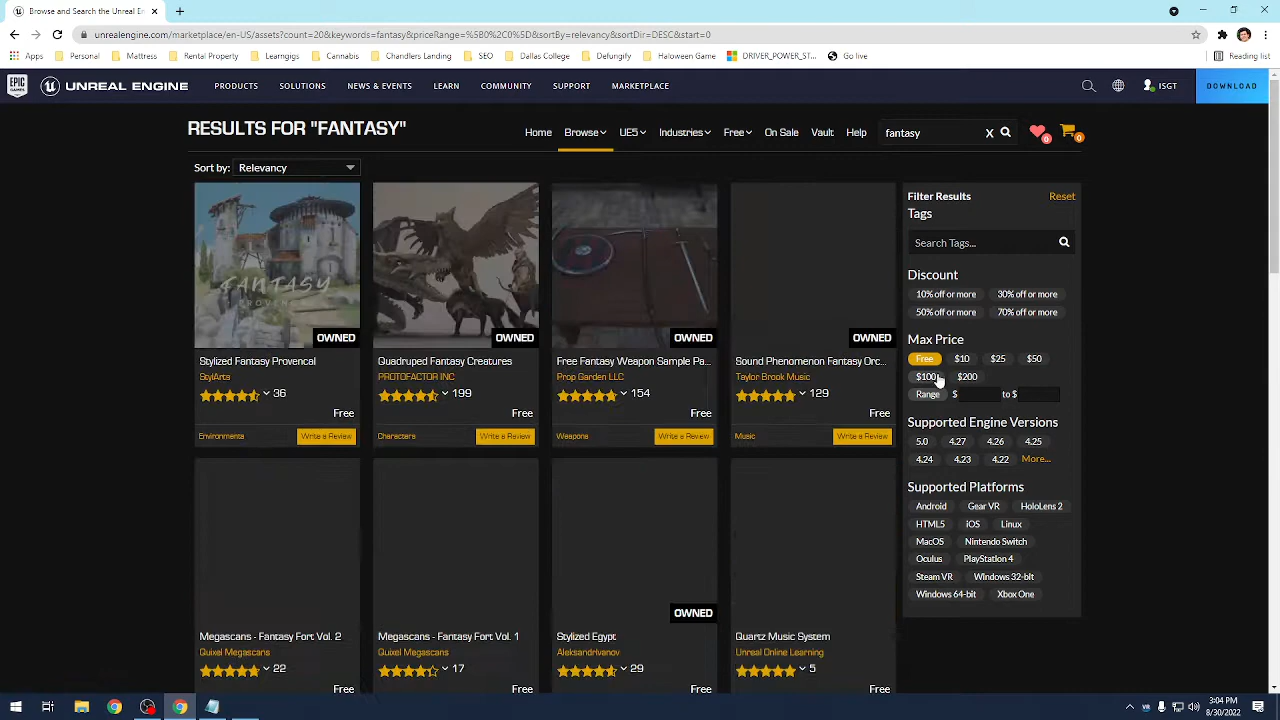 Browse and Search the Unreal En
unrealengine.com/marketplace/en-US/assets?count=20&keywords=fantasy&priceRange=%5B0%2C0%5D&sortBy=relevancy&sortDir=DESC&start=0
Apps Personal Mattress Rental Property Learngigs Cannabis Chandlers Landing SEO Dallas College Defungify Haloween Game DRIVER_POWER_ST... Go live Reading list
EPIC GAMES UNREAL ENGINE PRODUCTS SOLUTIONS NEWS & EVENTS LEARN COMMUNITY SUPPORT MARKETPLACE ISGT DOWNLOAD
RESULTS FOR "FANTASY" Home Browse UE5 Industries Free On Sale Vault Help fantasy 0 0
Sort by: Relevancy
FANTASY
PROVENCAL
OWNED OWNED OWNED OWNED
Stylized Fantasy Provencal Quadruped Fantasy Creatures Free Fantasy Weapon Sample Pa... Sound Phenomenon Fantasy Orc...
StylArts PROTOFACTOR INC Prop Garden LLC Taylor Brook Music
36 199 154 129
Free Free Free Free
Environments Write a Review Characters Write a Review Weapons Write a Review Music Write a Review
OWNED
Megascans - Fantasy Fort Vol. 2 Megascans - Fantasy Fort Vol. 1 Stylized Egypt Quartz Music System
Quixel Megascans Quixel Megascans AleksandrIvanov Unreal Online Learning
22 17 29 5
Free Free Free Free
Filter Results Reset
Tags
Search Tags...
Discount
10% off or more 30% off or more
50% off or more 70% off or more
Max Price
Free $10 $25 $50
$100 $200
Range $ to $
Supported Engine Versions
5.0 4.27 4.26 4.25
4.24 4.23 4.22 More...
Supported Platforms
Android Gear VR HoloLens 2
HTML5 iOS Linux
MacOS Nintendo Switch
Oculus PlayStation 4
Steam VR Windows 32-bit
Windows 64-bit Xbox One
3:04 PM
8/30/2022